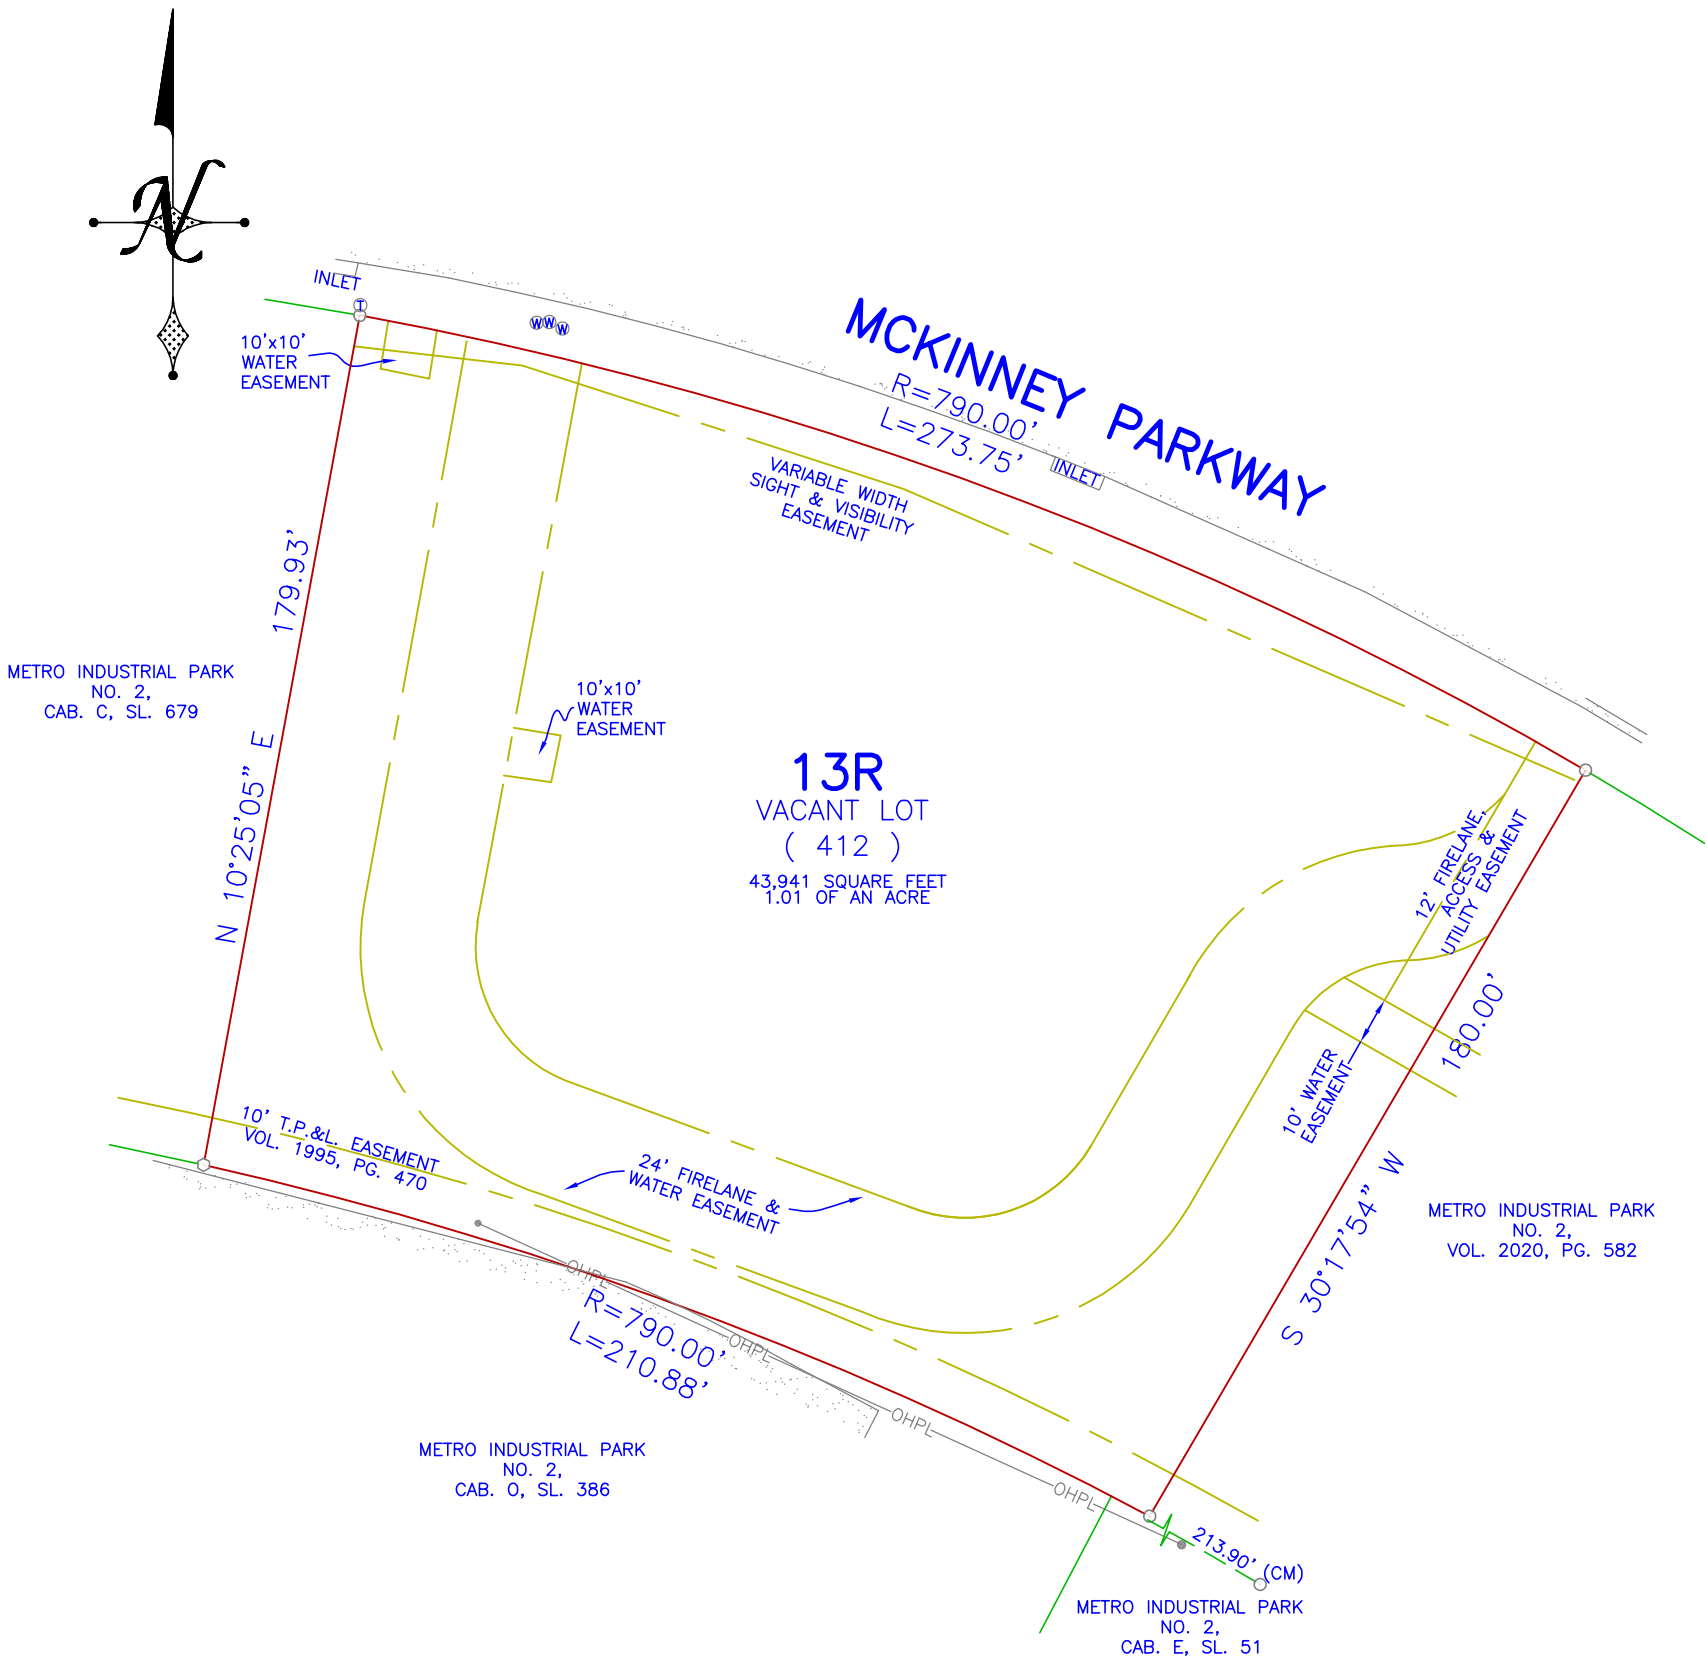 N
INLET
T
W W W
10'x10'
WATER
EASEMENT
MCKINNEY PARKWAY
R=790.00'
L=273.75'
INLET
VARIABLE WIDTH
SIGHT & VISIBILITY
EASEMENT
179.93'
N 10°25'05" E
METRO INDUSTRIAL PARK
NO. 2,
CAB. C, SL. 679
10'x10'
WATER
EASEMENT
13R
VACANT LOT
( 412 )
43,941 SQUARE FEET
1.01 OF AN ACRE
12' FIRELANE,
ACCESS &
UTILITY EASEMENT
180.00'
S 30°17'54" W
10' WATER
EASEMENT
10' T.P.&L. EASEMENT
VOL. 1995, PG. 470
24' FIRELANE &
WATER EASEMENT
METRO INDUSTRIAL PARK
NO. 2,
VOL. 2020, PG. 582
OHPL
OHPL
OHPL
OHPL
R=790.00'
L=210.88'
METRO INDUSTRIAL PARK
NO. 2,
CAB. O, SL. 386
213.90' (CM)
METRO INDUSTRIAL PARK
NO. 2,
CAB. E, SL. 51